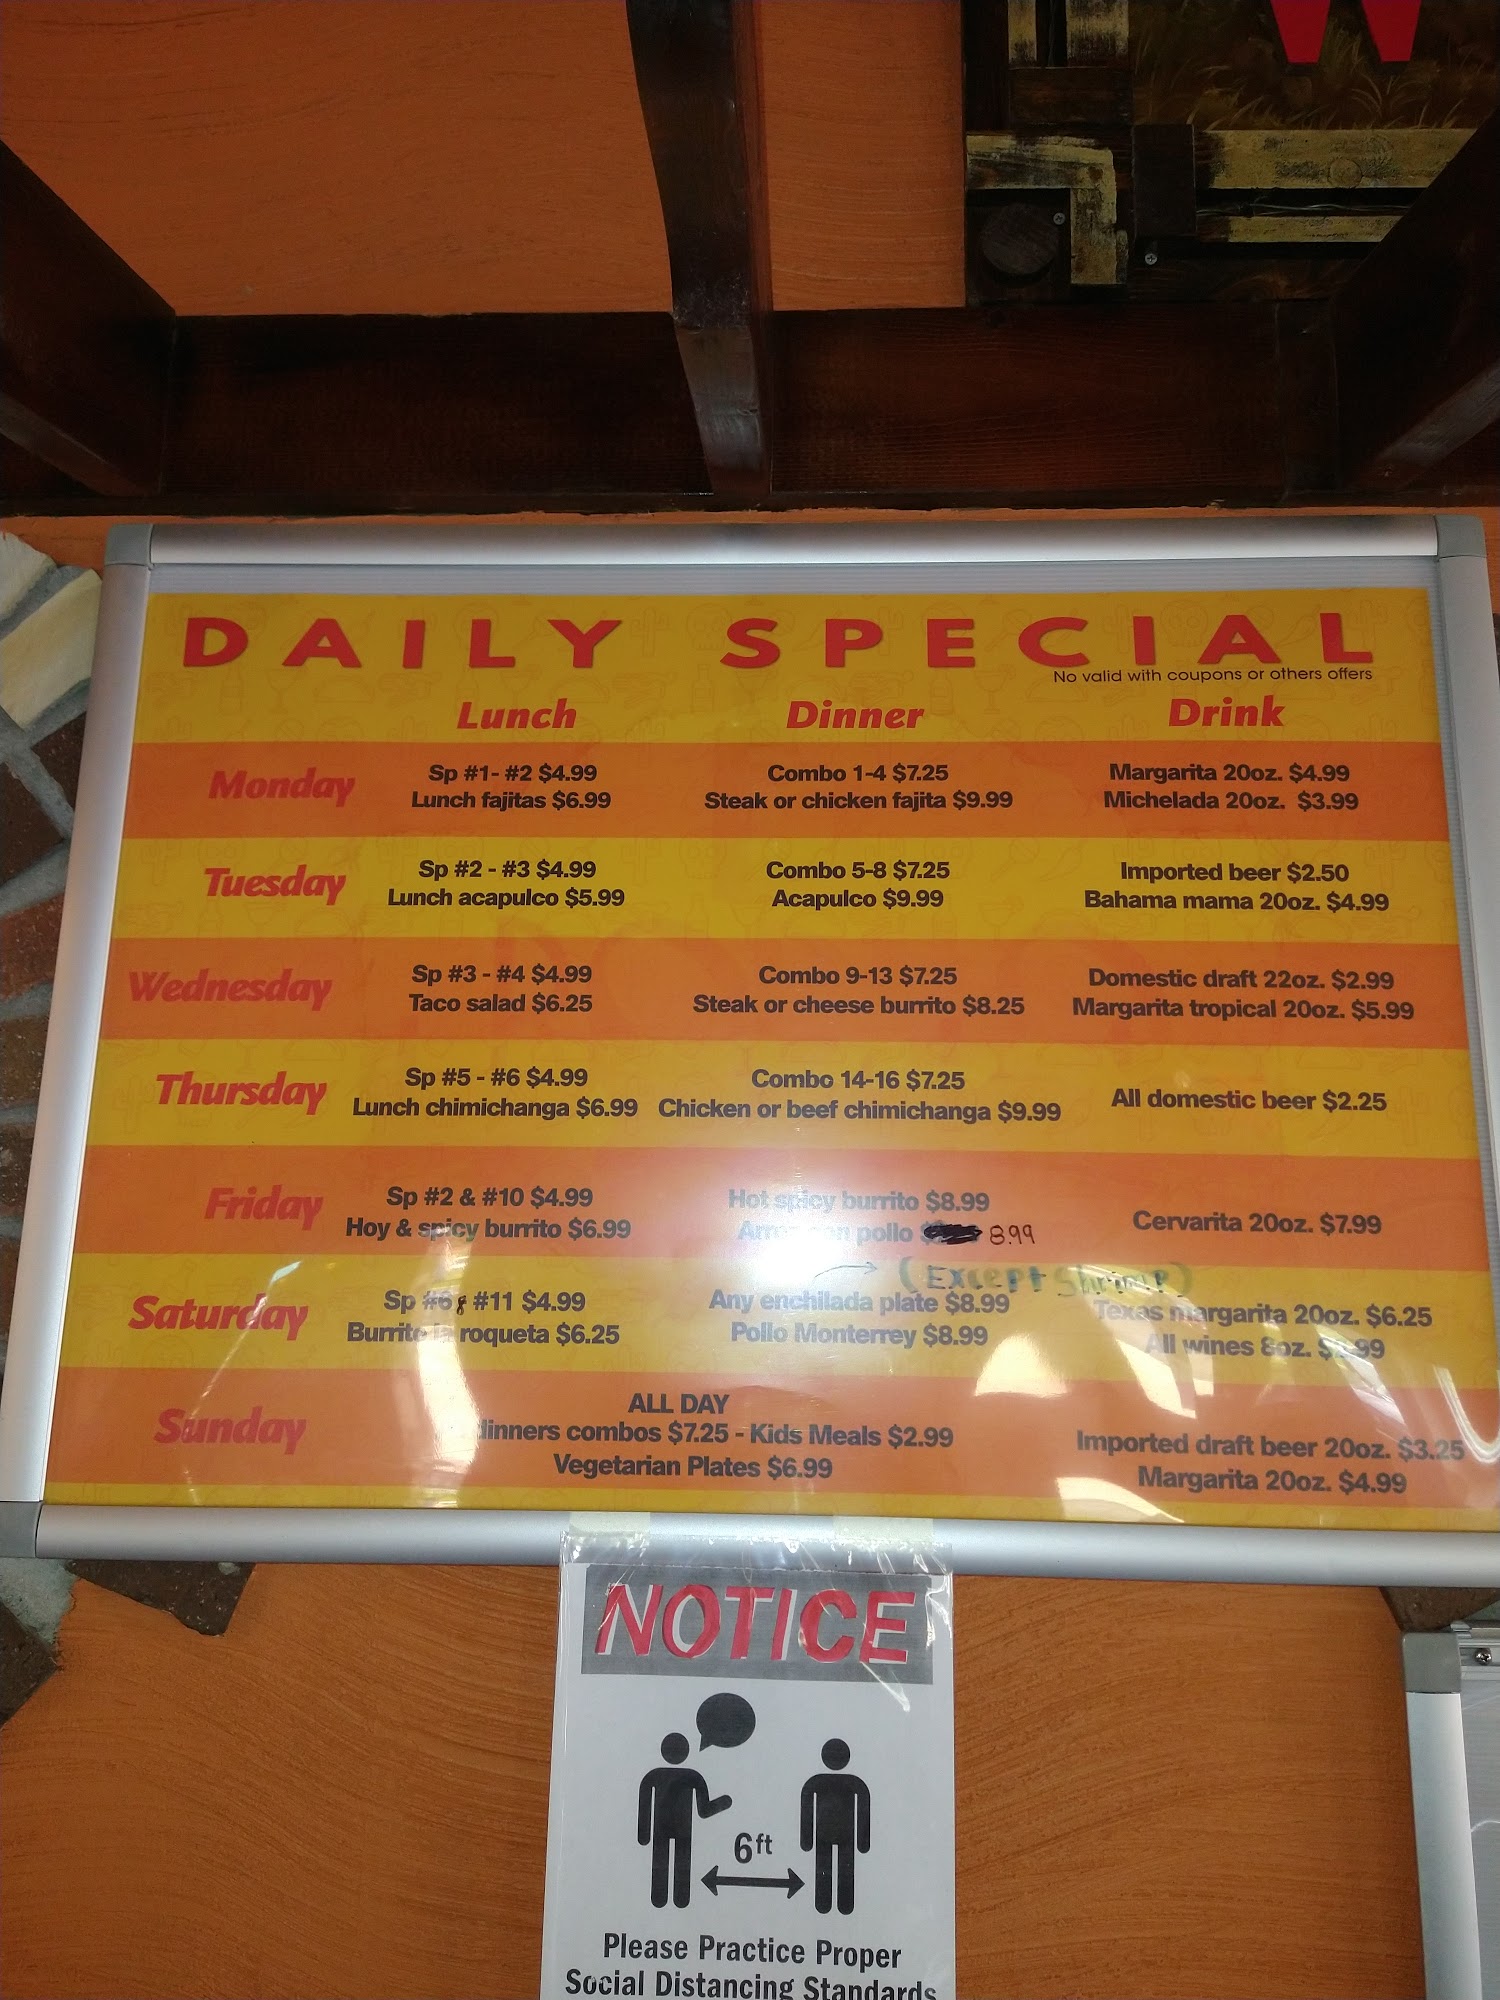 W
DAILY SPECIAL
No valid with coupons or others offers
Lunch Dinner Drink
Monday
Sp #1- #2 $4.99
Lunch fajitas $6.99
Combo 1-4 $7.25
Steak or chicken fajita $9.99
Margarita 20oz. $4.99
Michelada 20oz. $3.99
Tuesday
Sp #2 - #3 $4.99
Lunch acapulco $5.99
Combo 5-8 $7.25
Acapulco $9.99
Imported beer $2.50
Bahama mama 20oz. $4.99
Wednesday
Sp #3 - #4 $4.99
Taco salad $6.25
Combo 9-13 $7.25
Steak or cheese burrito $8.25
Domestic draft 22oz. $2.99
Margarita tropical 20oz. $5.99
Thursday
Sp #5 - #6 $4.99
Lunch chimichanga $6.99
Combo 14-16 $7.25
Chicken or beef chimichanga $9.99
All domestic beer $2.25
Friday
Sp #2 & #10 $4.99
Hoy & spicy burrito $6.99
Hot spicy burrito $8.99
pollo 8.99
Cervarita 20oz. $7.99
Saturday
Sp #6 & #11 $4.99
Burrito la roqueta $6.25
(Except Shrimp)
Any enchilada plate $8.99
Pollo Monterrey $8.99
Texas margarita 20oz. $6.25
All wines 8oz.
Sunday
ALL DAY
dinners combos $7.25 - Kids Meals $2.99
Vegetarian Plates $6.99
Imported draft beer 20oz. $3.25
Margarita 20oz. $4.99
NOTICE
6ft
Please Practice Proper
Social Distancing Standards